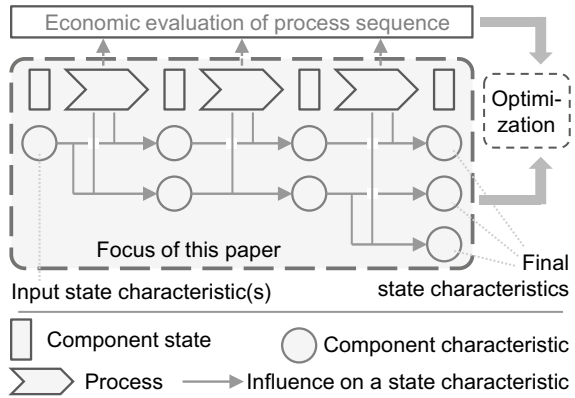 Economic evaluation of process sequence
Optimi-
zation
Focus of this paper
Input state characteristic(s)
Final
state characteristics
Component state
Component characteristic
Process
Influence on a state characteristic